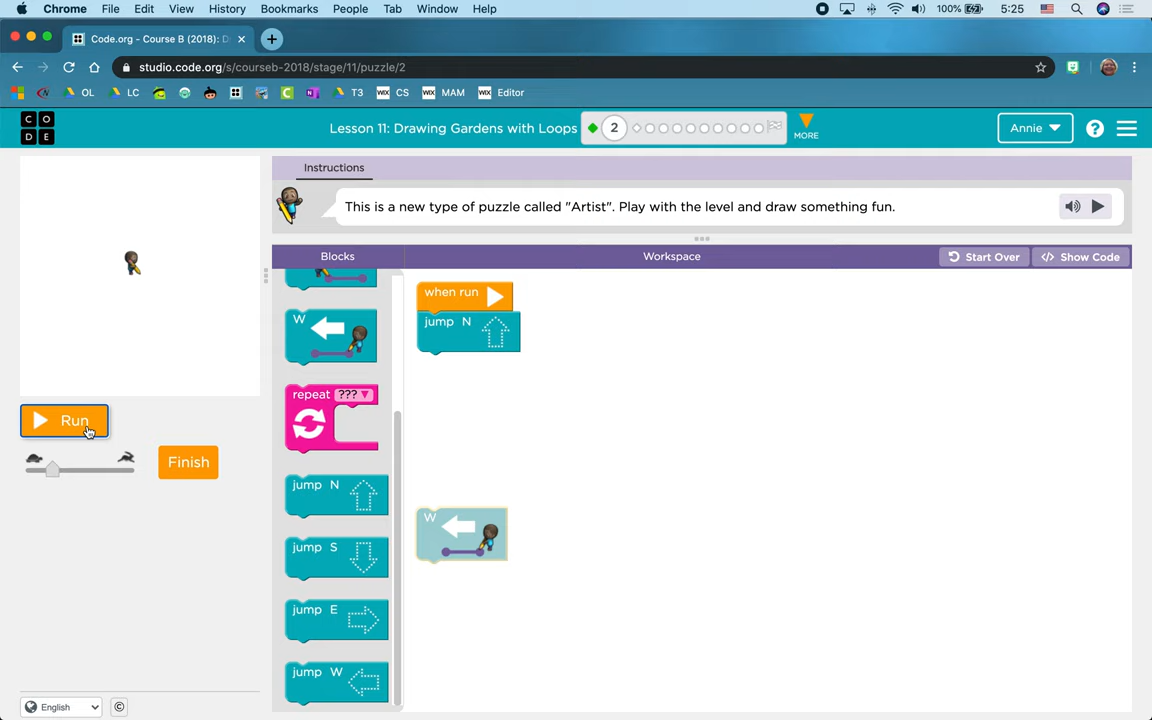 Chrome File Edit View History Bookmarks People Tab Window Help 100% 5:25
Code.org - Course B (2018): D
studio.code.org/s/courseb-2018/stage/11/puzzle/2
OL LC T3 WIX CS WIX MAM WIX Editor
C O D E Lesson 11: Drawing Gardens with Loops 2 MORE Annie ?
Instructions
This is a new type of puzzle called "Artist". Play with the level and draw something fun.
Blocks Workspace Start Over </> Show Code
when run
jump N
W
repeat ???
Run
Finish
jump N
W
jump S
jump E
jump W
English ©